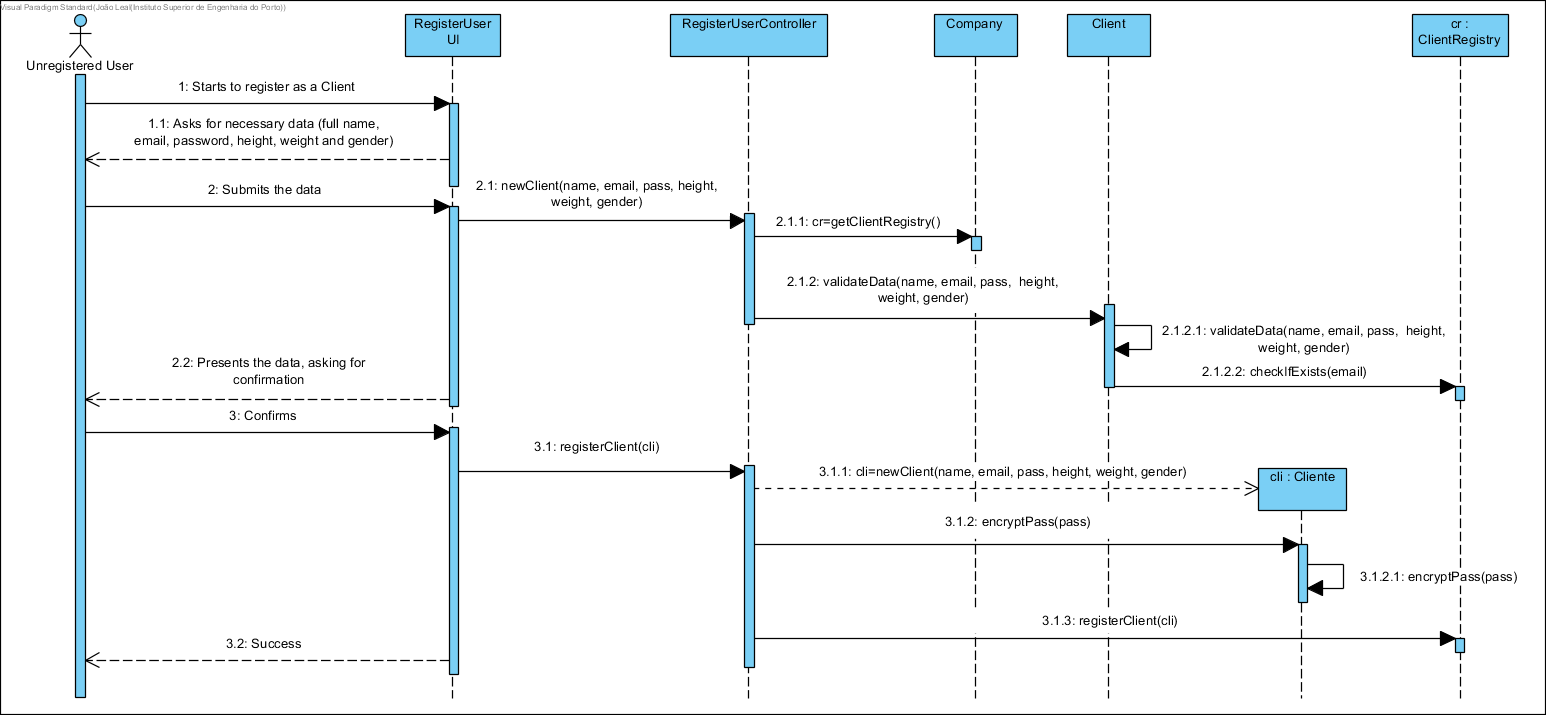 Visual Paradigm Standard(João Leal(Instituto Superior de Engenharia do Porto))
Unregistered User
RegisterUser
UI
RegisterUserController
Company
Client
cr :
ClientRegistry
1: Starts to register as a Client
1.1: Asks for necessary data (full name,
email, password, height, weight and gender)
2: Submits the data
2.1: newClient(name, email, pass, height,
weight, gender)
2.1.1: cr=getClientRegistry()
2.1.2: validateData(name, email, pass,  height,
weight, gender)
2.1.2.1: validateData(name, email, pass,  height,
weight, gender)
2.1.2.2: checkIfExists(email)
2.2: Presents the data, asking for
confirmation
3: Confirms
3.1: registerClient(cli)
3.1.1: cli=newClient(name, email, pass, height, weight, gender)
cli : Cliente
3.1.2: encryptPass(pass)
3.1.2.1: encryptPass(pass)
3.1.3: registerClient(cli)
3.2: Success